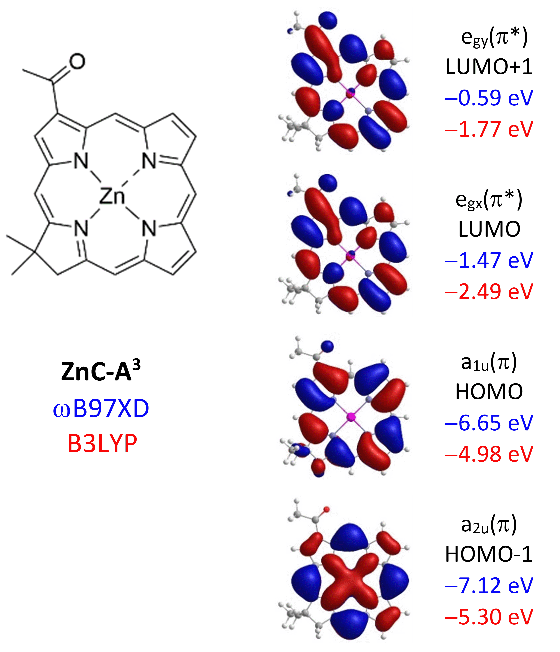 O
N
N
Zn
N
N
ZnC-A³
ωB97XD
B3LYP
e_gy(π*)
LUMO+1
−0.59 eV
−1.77 eV
e_gx(π*)
LUMO
−1.47 eV
−2.49 eV
a_1u(π)
HOMO
−6.65 eV
−4.98 eV
a_2u(π)
HOMO-1
−7.12 eV
−5.30 eV